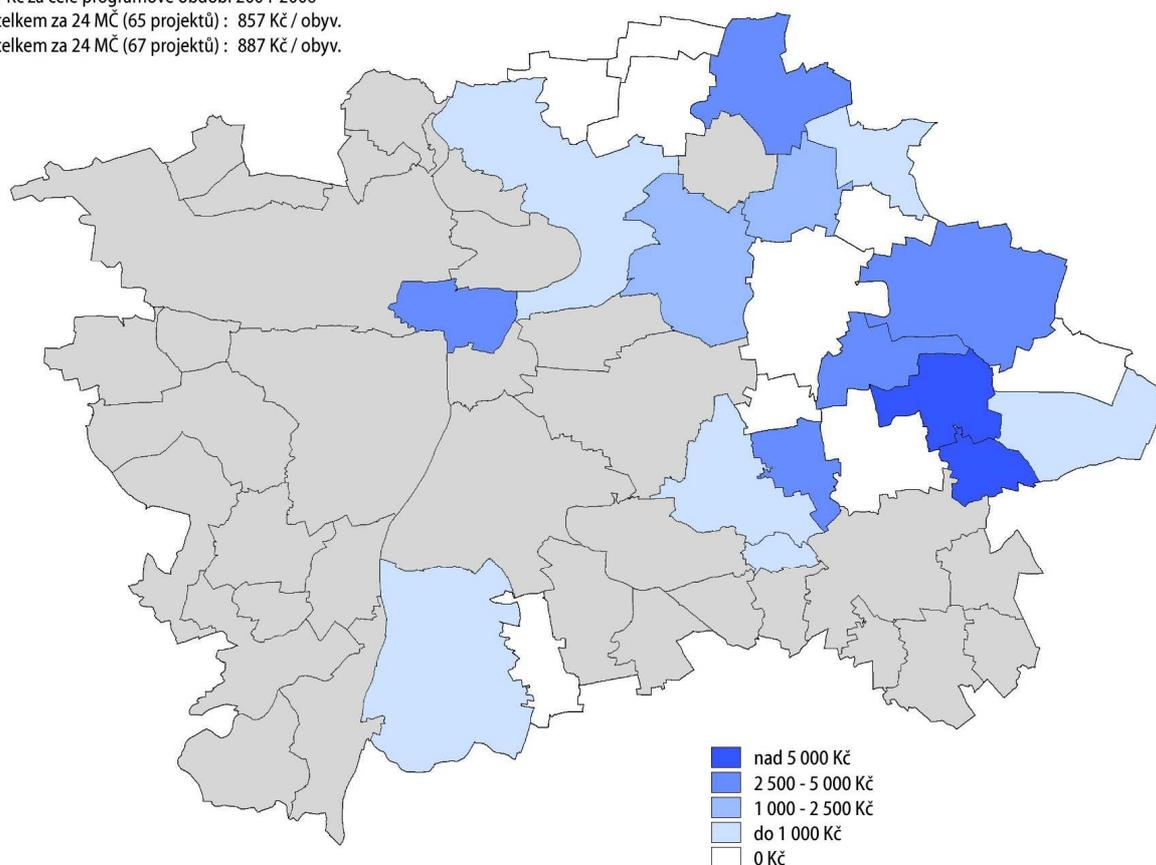 Kč za celé programové období 2004-2006
celkem za 24 MČ (65 projektů) : 857 Kč / obyv.
celkem za 24 MČ (67 projektů) : 887 Kč / obyv.
nad 5 000 Kč
2 500 - 5 000 Kč
1 000 - 2 500 Kč
do 1 000 Kč
0 Kč